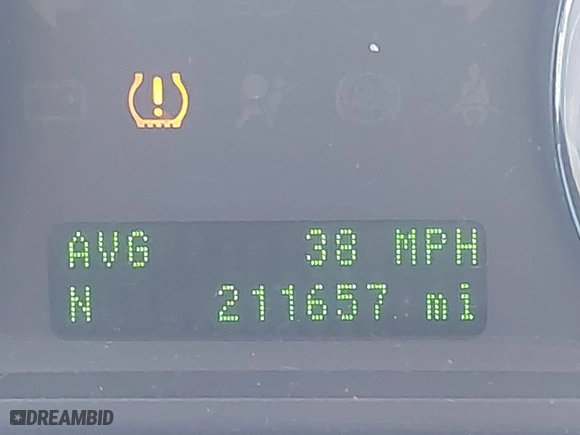 AVG 38 MPH
N 211657 mi
DREAMBID